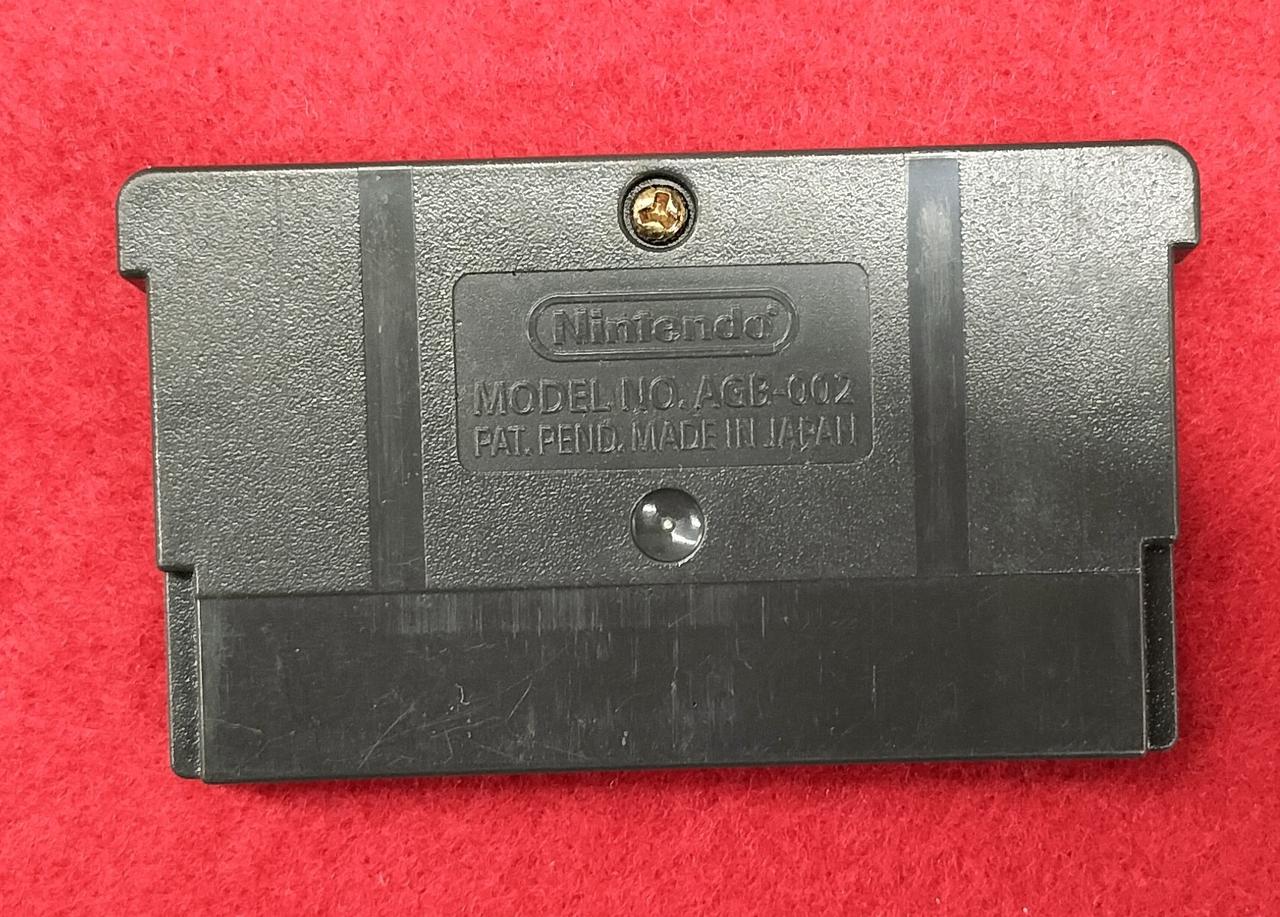 Nintendo®
MODEL NO. AGB-002
PAT. PEND. MADE IN JAPAN